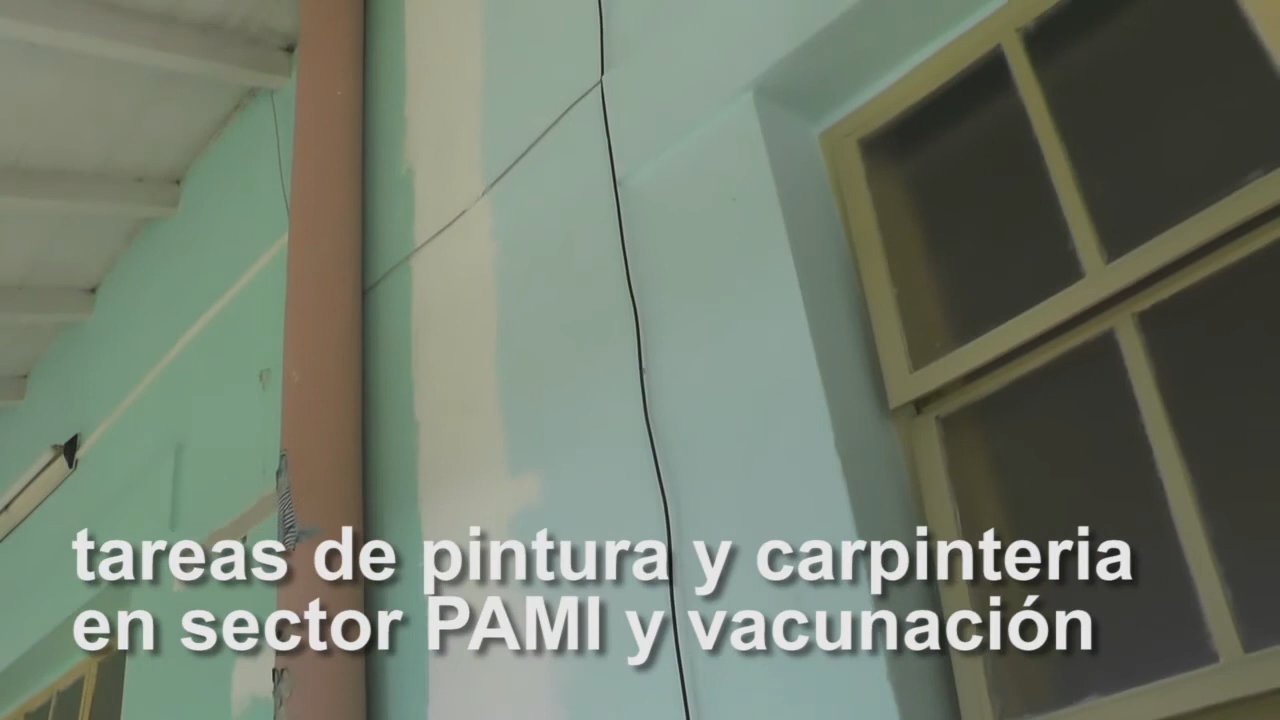 tareas de pintura y carpinteria
en sector PAMI y vacunación